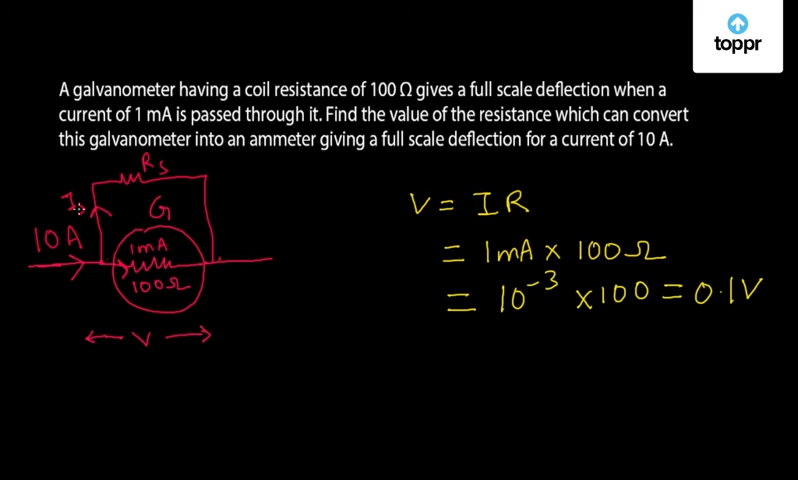 toppr
A galvanometer having a coil resistance of 100 Ω gives a full scale deflection when a
current of 1 mA is passed through it. Find the value of the resistance which can convert
this galvanometer into an ammeter giving a full scale deflection for a current of 10 A.
Rs
I
G
10A
1mA
100Ω
V
V = IR
= 1mA × 100Ω
= 10⁻³ × 100 = 0.1V